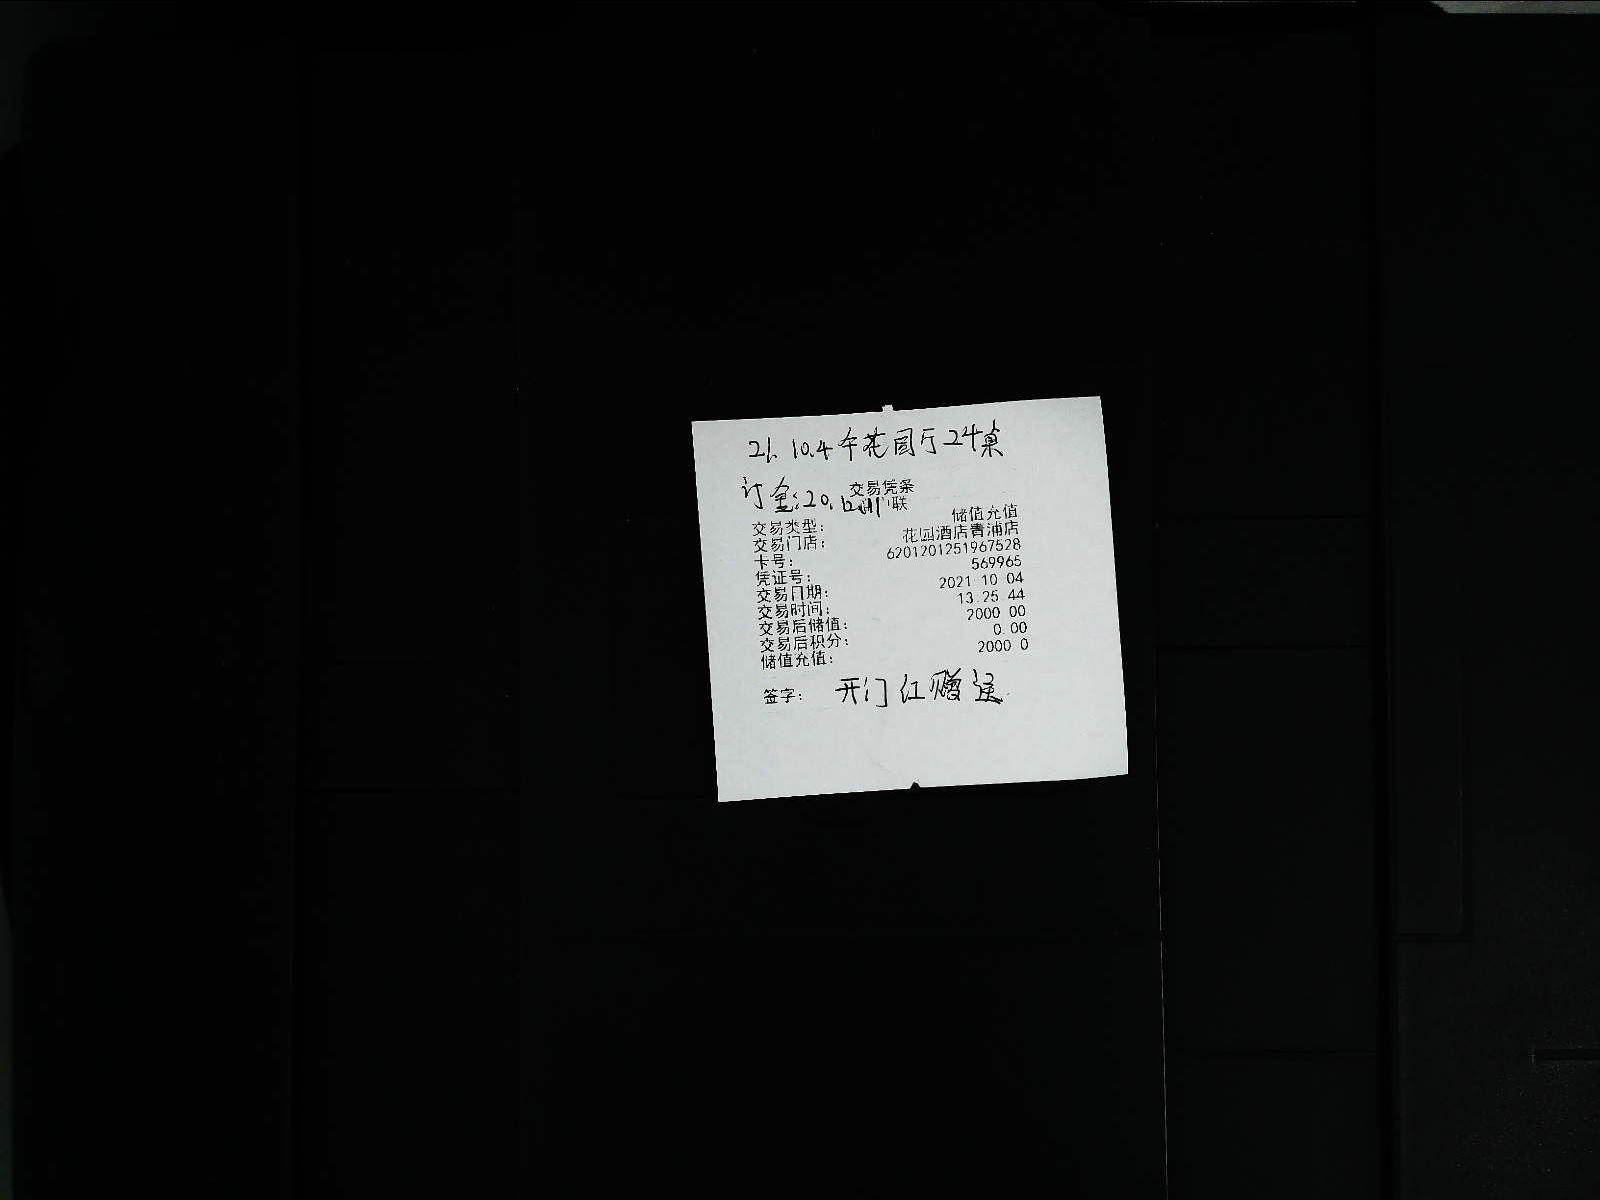 21. 10.4 午花园厅24桌
交易凭条
订金:20.12.11
联
交易类型: 储值充值
交易门店: 花园酒店青浦店
卡号: 6201201251967528
凭证号: 569965
交易日期: 2021 10 04
交易时间: 13 25 44
交易后储值: 2000 00
交易后积分: 0 00
储值充值: 2000 0
签字: 开门红赠送